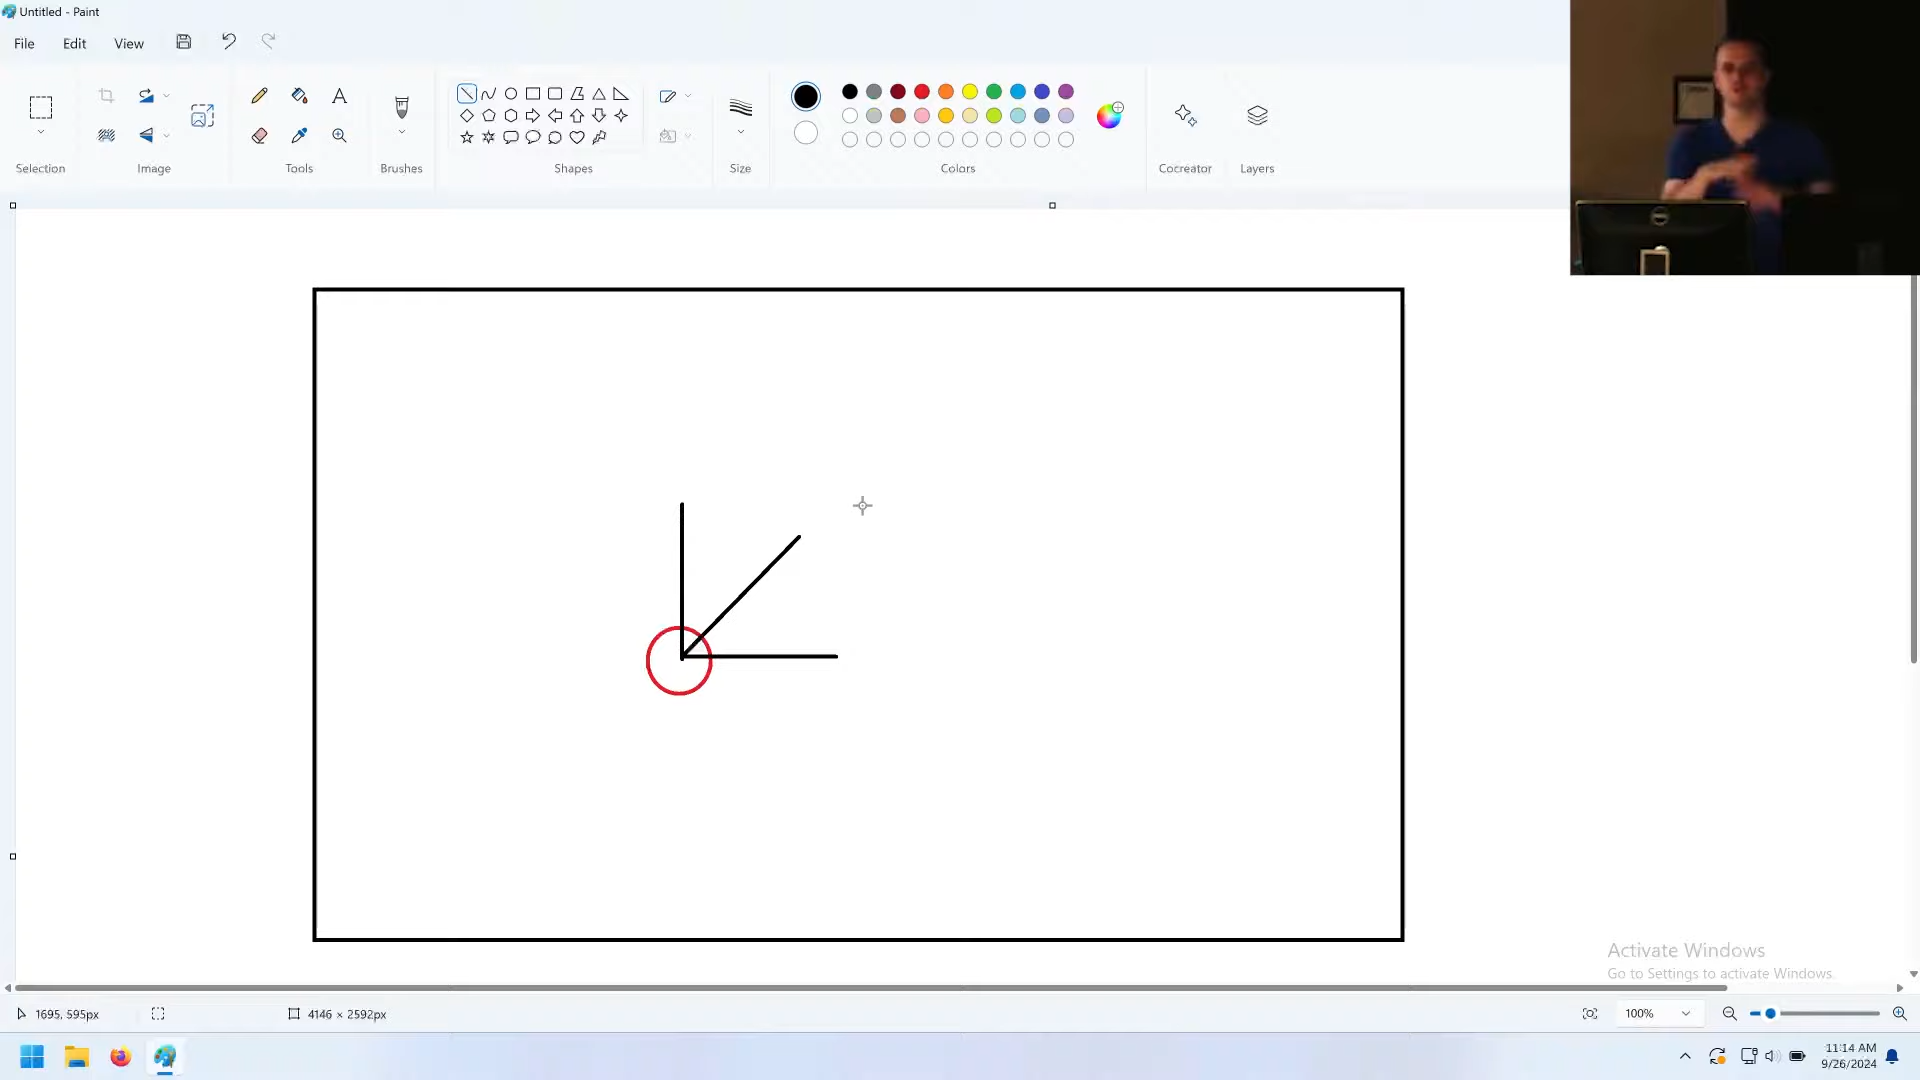 Untitled - Paint
File Edit View
Selection Image Tools Brushes Shapes Size Colors Cocreator Layers
Activate Windows
Go to Settings to activate Windows.
1695, 595px 4146 × 2592px 100%
11:14 AM
9/26/2024